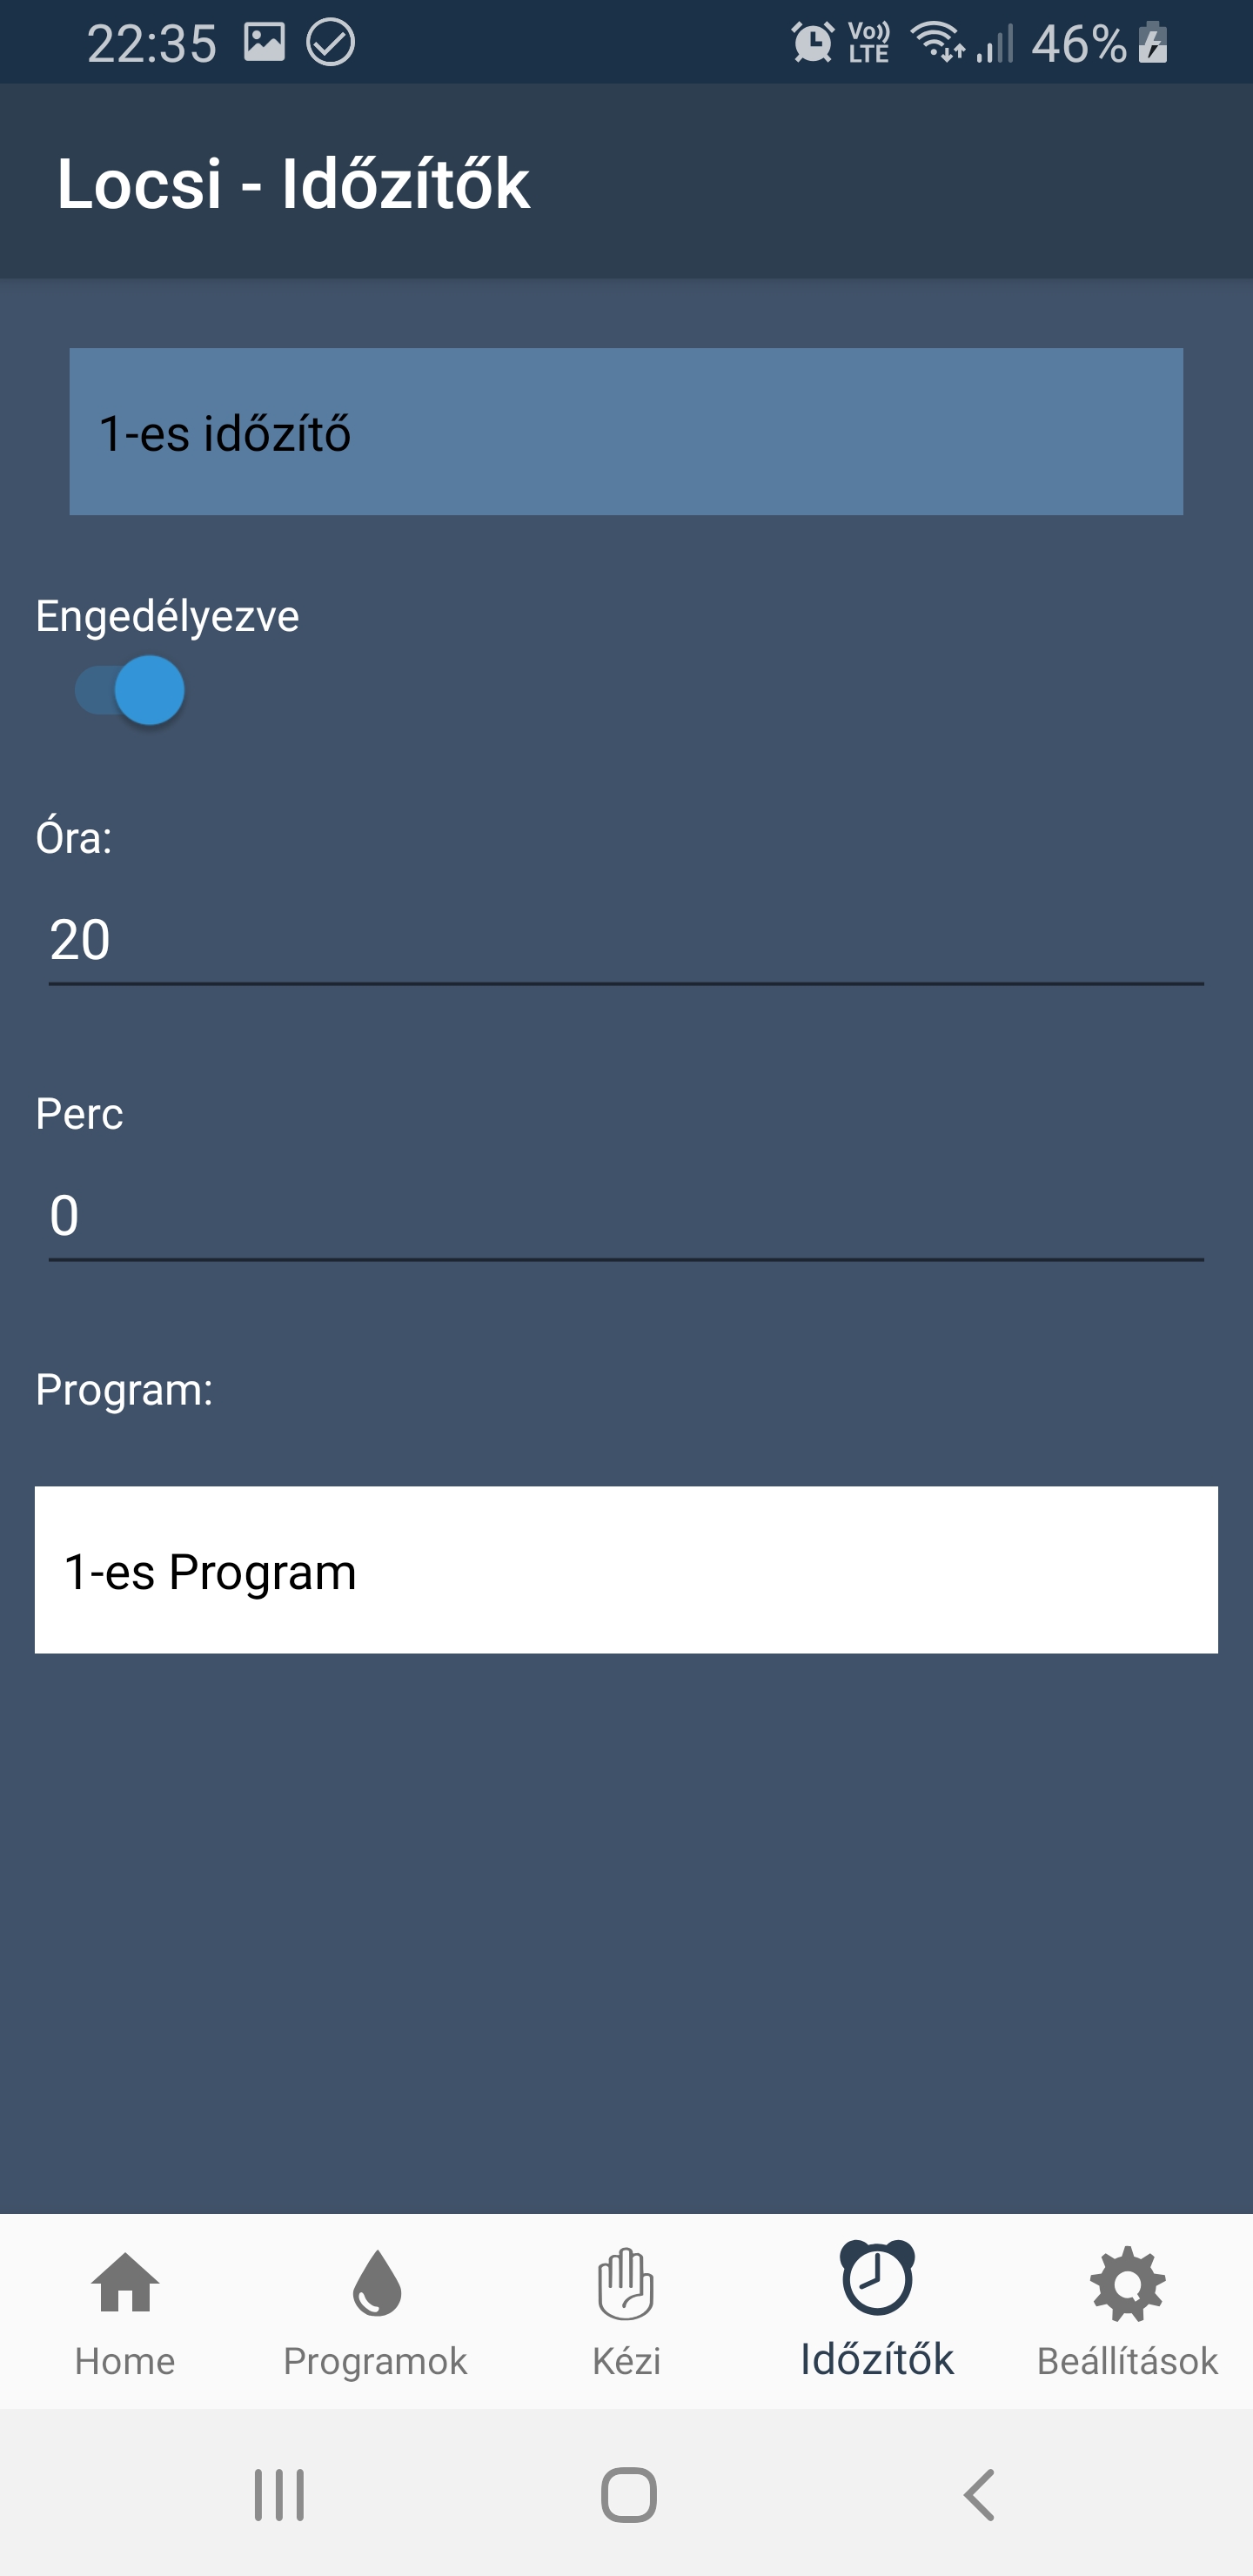 22:35 Vo)) LTE 46%
Locsi - Időzítők
1-es időzítő
Engedélyezve
Óra:
20
Perc
0
Program:
1-es Program
Home Programok Kézi Időzítők Beállítások